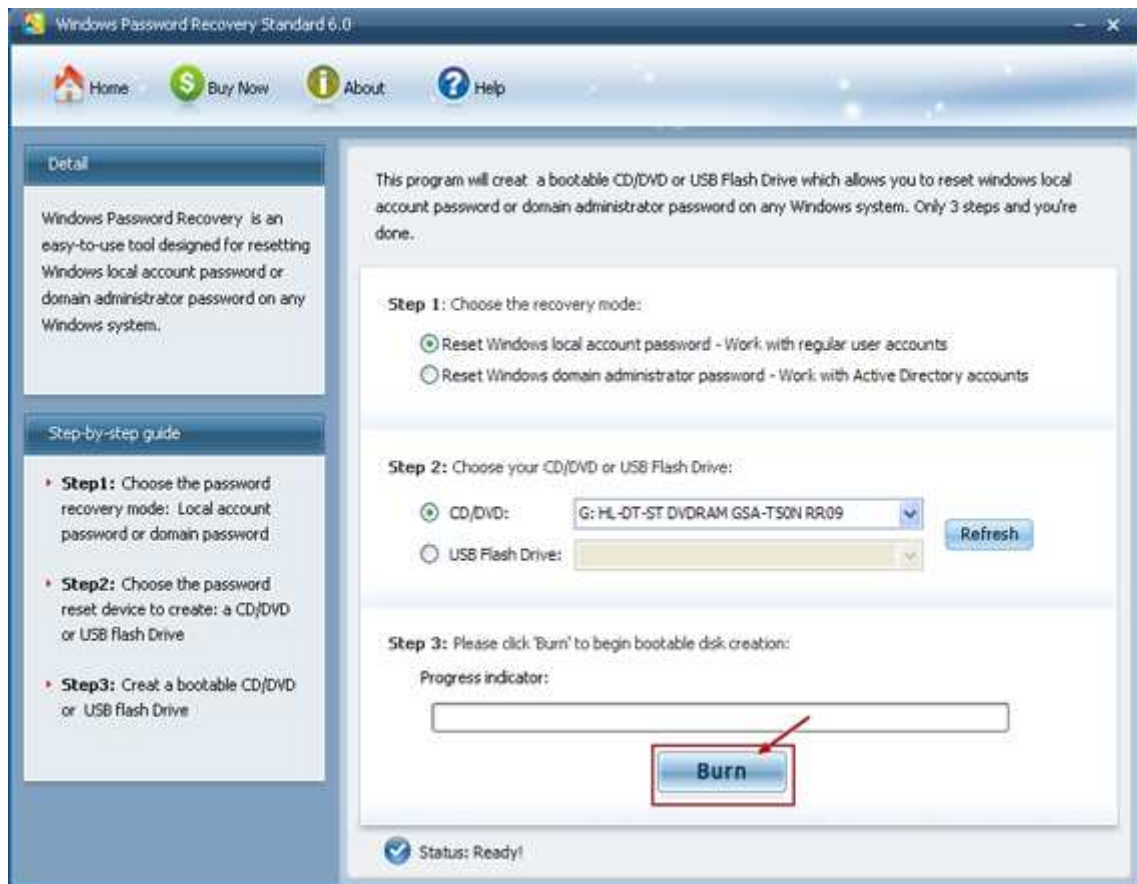 Windows Password Recovery Standard 6.0
Home Buy Now About Help
Detail
Windows Password Recovery is an
easy-to-use tool designed for resetting
Windows local account password or
domain administrator password on any
Windows system.
Step-by-step guide
Step1: Choose the password
recovery mode: Local account
password or domain password
Step2: Choose the password
reset device to create: a CD/DVD
or USB flash Drive
Step3: Creat a bootable CD/DVD
or USB flash Drive
This program will creat a bootable CD/DVD or USB Flash Drive which allows you to reset windows local
account password or domain administrator password on any Windows system. Only 3 steps and you're
done.
Step 1: Choose the recovery mode:
Reset Windows local account password - Work with regular user accounts
Reset Windows domain administrator password - Work with Active Directory accounts
Step 2: Choose your CD/DVD or USB Flash Drive:
CD/DVD: G: HL-DT-ST DVDRAM GSA-T50N RR09
Refresh
USB Flash Drive:
Step 3: Please click 'Burn' to begin bootable disk creation:
Progress indicator:
Burn
Status: Ready!